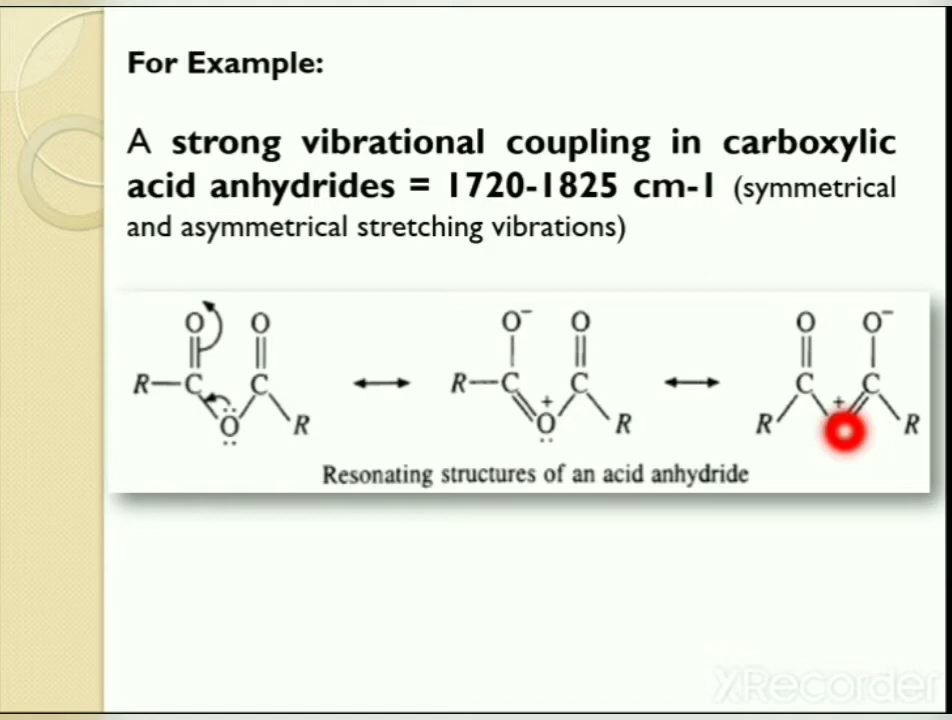 For Example:
A strong vibrational coupling in carboxylic
acid anhydrides = 1720-1825 cm-1 (symmetrical
and asymmetrical stretching vibrations)
O O O⁻ O O O⁻
R—C C R—C C C C
O R O R R R
+ +
Resonating structures of an acid anhydride
XRecorder